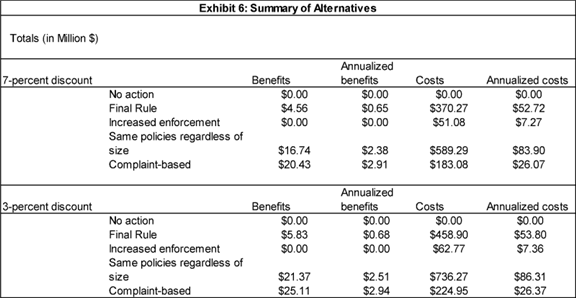 Exhibit 6: Summary of Alternatives
Totals (in Million $)
7-percent discount Benefits Annualized benefits Costs Annualized costs
No action $0.00 $0.00 $0.00 $0.00
Final Rule $4.56 $0.65 $370.27 $52.72
Increased enforcement $0.00 $0.00 $51.08 $7.27
Same policies regardless of
size $16.74 $2.38 $589.29 $83.90
Complaint-based $20.43 $2.91 $183.08 $26.07
3-percent discount Benefits Annualized benefits Costs Annualized costs
No action $0.00 $0.00 $0.00 $0.00
Final Rule $5.83 $0.68 $458.90 $53.80
Increased enforcement $0.00 $0.00 $62.77 $7.36
Same policies regardless of
size $21.37 $2.51 $736.27 $86.31
Complaint-based $25.11 $2.94 $224.95 $26.37